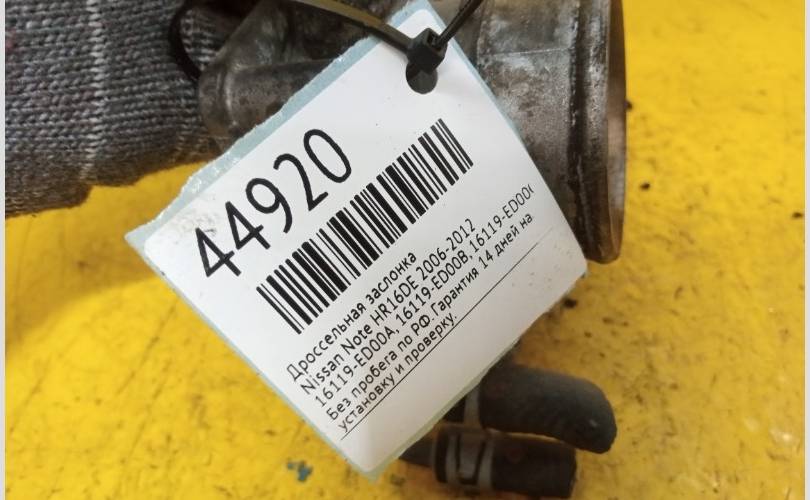 44920
Дроссельная заслонка
Nissan Note HR16DE 2006-2012
16119-ED00A, 16119-ED00B, 16119-ED00
Без пробега по РФ. Гарантия 14 дней на
установку и проверку.